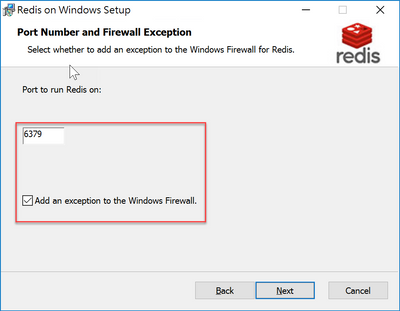 Redis on Windows Setup
Port Number and Firewall Exception
Select whether to add an exception to the Windows Firewall for Redis.
redis
Port to run Redis on:
6379
Add an exception to the Windows Firewall.
Back
Next
Cancel